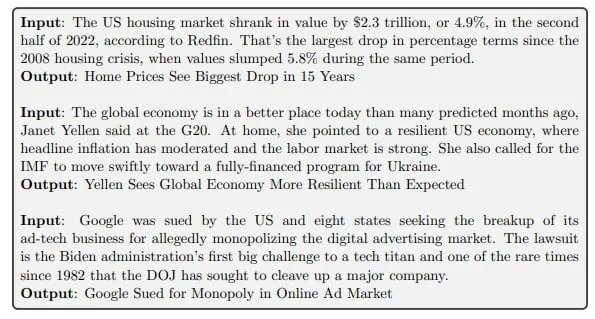 Input: The US housing market shrank in value by $2.3 trillion, or 4.9%, in the second
half of 2022, according to Redfin. That's the largest drop in percentage terms since the
2008 housing crisis, when values slumped 5.8% during the same period.
Output: Home Prices See Biggest Drop in 15 Years
Input: The global economy is in a better place today than many predicted months ago,
Janet Yellen said at the G20. At home, she pointed to a resilient US economy, where
headline inflation has moderated and the labor market is strong. She also called for the
IMF to move swiftly toward a fully-financed program for Ukraine.
Output: Yellen Sees Global Economy More Resilient Than Expected
Input: Google was sued by the US and eight states seeking the breakup of its
ad-tech business for allegedly monopolizing the digital advertising market. The lawsuit
is the Biden administration's first big challenge to a tech titan and one of the rare times
since 1982 that the DOJ has sought to cleave up a major company.
Output: Google Sued for Monopoly in Online Ad Market